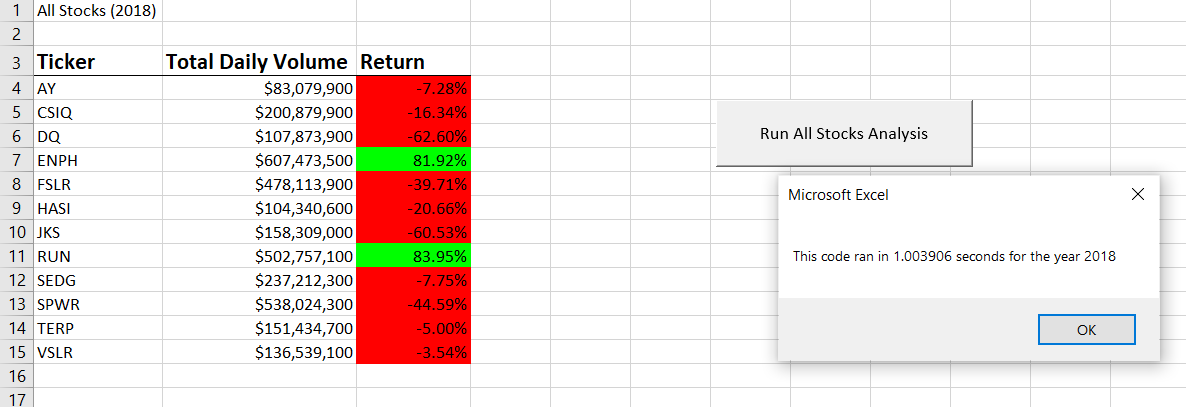 1 All Stocks (2018)
2
3 Ticker Total Daily Volume Return
4 AY $83,079,900 -7.28%
5 CSIQ $200,879,900 -16.34%
6 DQ $107,873,900 -62.60%
7 ENPH $607,473,500 81.92%
8 FSLR $478,113,900 -39.71%
9 HASI $104,340,600 -20.66%
10 JKS $158,309,000 -60.53%
11 RUN $502,757,100 83.95%
12 SEDG $237,212,300 -7.75%
13 SPWR $538,024,300 -44.59%
14 TERP $151,434,700 -5.00%
15 VSLR $136,539,100 -3.54%
16
17
Run All Stocks Analysis
Microsoft Excel
This code ran in 1.003906 seconds for the year 2018
OK